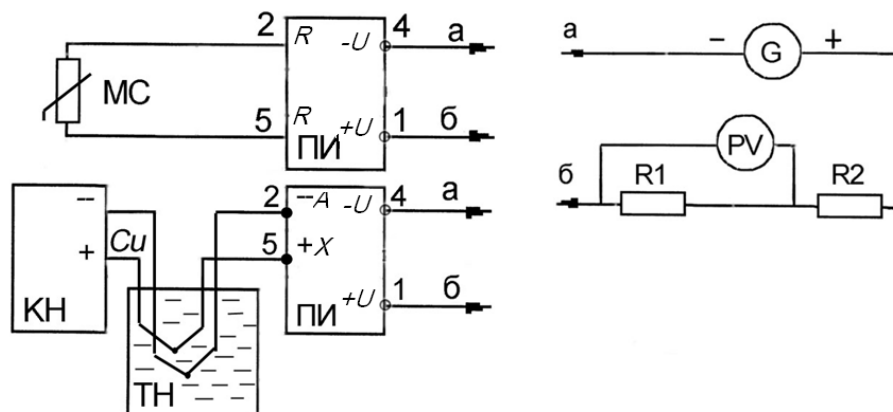 2 R -U 4 а
МС
5 R +U 1 б
ПИ
а – G +
PV
б R1 R2
– 2 –А -U 4 а
+ Cu 5 +X
КН +U 1 б
ПИ
ТН